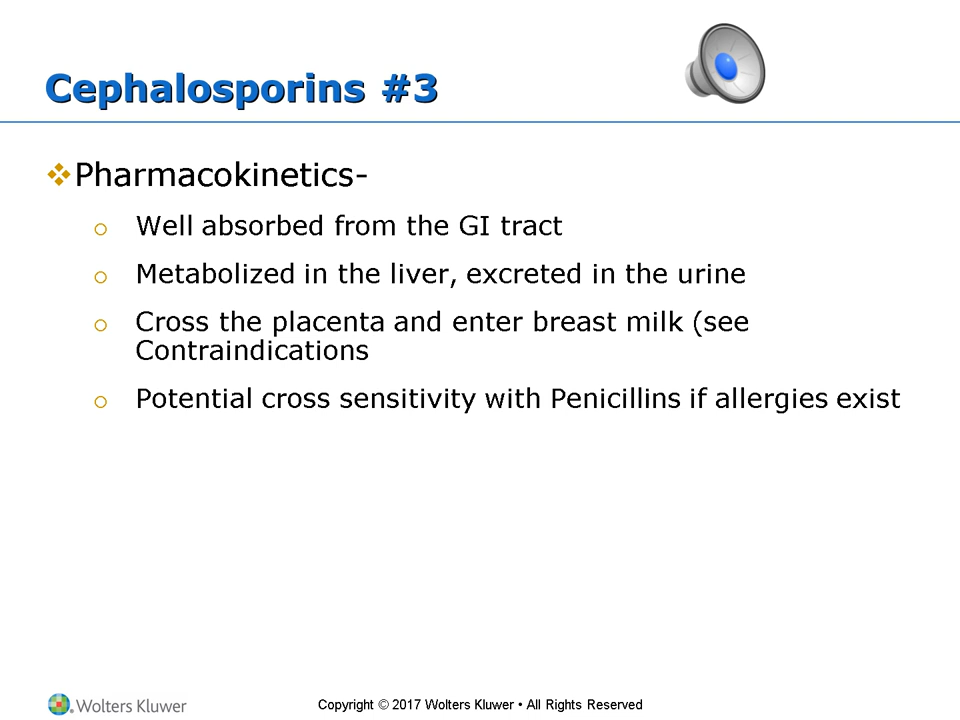 Cephalosporins #3
❖Pharmacokinetics-
o Well absorbed from the GI tract
o Metabolized in the liver, excreted in the urine
o Cross the placenta and enter breast milk (see
Contraindications
o Potential cross sensitivity with Penicillins if allergies exist
Wolters Kluwer
Copyright © 2017 Wolters Kluwer • All Rights Reserved